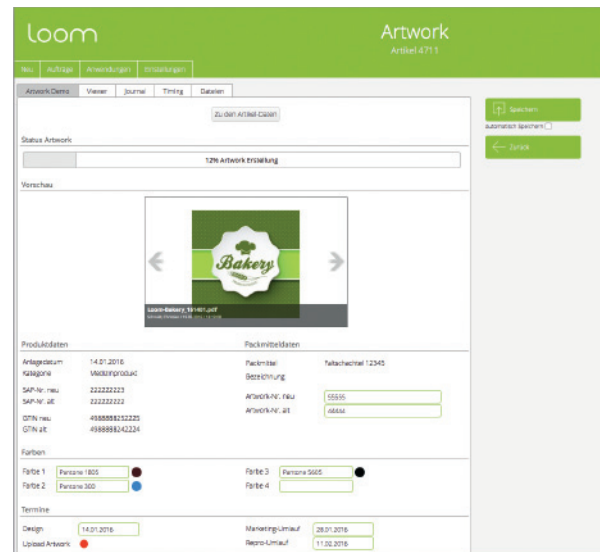 loom
Artwork
Artikel 4711
Neu Aufträge Anwendungen Einstellungen
Artwork Demo Viewer Journal Timing Dateien
Zu den Artikel-Daten
Speichern
automatisch Speichern
Zurück
Status Artwork
12% Artwork Erstellung
Vorschau
Bakery
Loom-Bakery_161401.pdf
Produktdaten
Packmitteldaten
Anlagedatum 14.01.2016
Packmittel Faltschachtel 12345
Kategorie Medizinprodukt
Bezeichnung
SAP-Nr. neu 222222223
Artwork-Nr. neu 55555
SAP-Nr. alt 222222222
Artwork-Nr. alt 44444
GTIN neu 4988888252225
GTIN alt 4988888242224
Farben
Farbe 1 Pantone 1805
Farbe 3 Pantone 5605
Farbe 2 Pantone 300
Farbe 4
Termine
Design 14.01.2016
Marketing-Umlauf 28.01.2016
Upload Artwork
Repro-Umlauf 11.02.2016